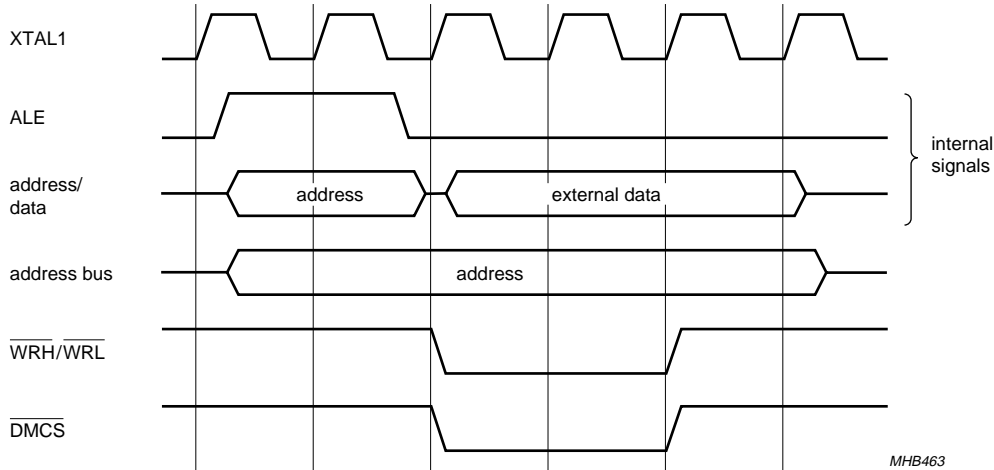 XTAL1
ALE
internal
signals
address/
data
address
external data
address bus
address
WRH/WRL
DMCS
MHB463